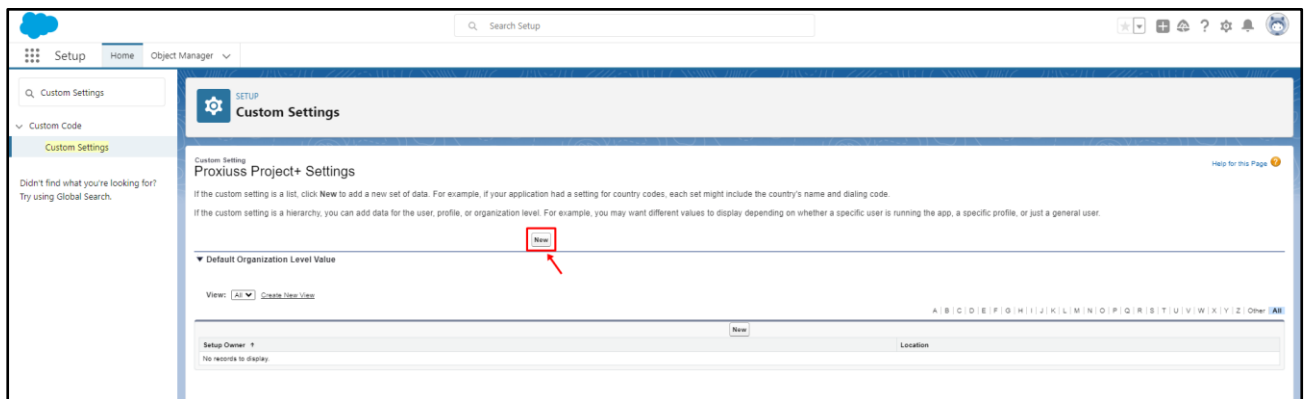 Search Setup
Setup Home Object Manager
Custom Settings
Custom Code
Custom Settings
Didn't find what you're looking for?
Try using Global Search.
SETUP
Custom Settings
Custom Setting
Proxiuss Project+ Settings
Help for this Page
If the custom setting is a list, click New to add a new set of data. For example, if your application had a setting for country codes, each set might include the country's name and dialing code.
If the custom setting is a hierarchy, you can add data for the user, profile, or organization level. For example, you may want different values to display depending on whether a specific user is running the app, a specific profile, or just a general user.
New
▼ Default Organization Level Value
View: All Create New View
A | B | C | D | E | F | G | H | I | J | K | L | M | N | O | P | Q | R | S | T | U | V | W | X | Y | Z | Other All
New
Setup Owner ↑ Location
No records to display.